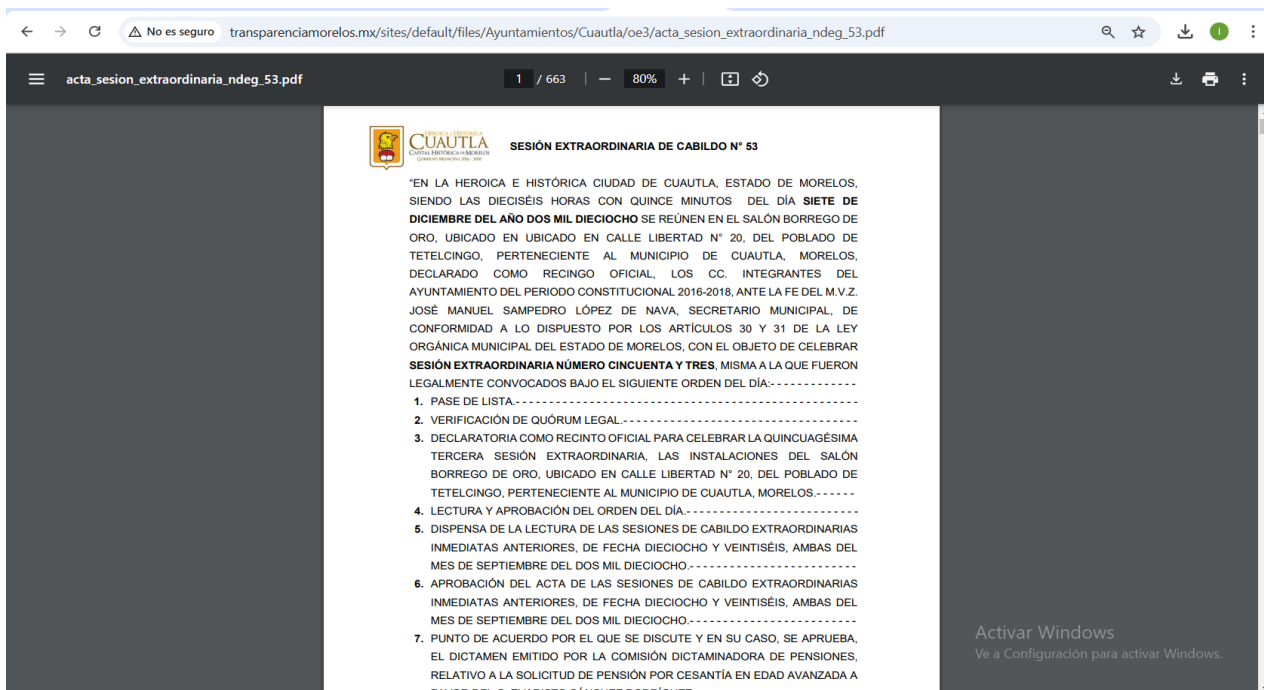 No es seguro transparenciamorelos.mx/sites/default/files/Ayuntamientos/Cuautla/oe3/acta_sesion_extraordinaria_ndeg_53.pdf
acta_sesion_extraordinaria_ndeg_53.pdf 1 / 663 | — 80% + |
HEROICA e HISTÓRICA
CUAUTLA
CAPITAL HISTÓRICA DE MORELOS
GOBIERNO MUNICIPAL 2016 - 2018
SESIÓN EXTRAORDINARIA DE CABILDO N° 53
“EN LA HEROICA E HISTÓRICA CIUDAD DE CUAUTLA, ESTADO DE MORELOS,
SIENDO LAS DIECISÉIS HORAS CON QUINCE MINUTOS DEL DÍA SIETE DE
DICIEMBRE DEL AÑO DOS MIL DIECIOCHO SE REÚNEN EN EL SALÓN BORREGO DE
ORO, UBICADO EN UBICADO EN CALLE LIBERTAD N° 20, DEL POBLADO DE
TETELCINGO, PERTENECIENTE AL MUNICIPIO DE CUAUTLA, MORELOS,
DECLARADO COMO RECINGO OFICIAL, LOS CC. INTEGRANTES DEL
AYUNTAMIENTO DEL PERIODO CONSTITUCIONAL 2016-2018, ANTE LA FE DEL M.V.Z.
JOSÉ MANUEL SAMPEDRO LÓPEZ DE NAVA, SECRETARIO MUNICIPAL, DE
CONFORMIDAD A LO DISPUESTO POR LOS ARTÍCULOS 30 Y 31 DE LA LEY
ORGÁNICA MUNICIPAL DEL ESTADO DE MORELOS, CON EL OBJETO DE CELEBRAR
SESIÓN EXTRAORDINARIA NÚMERO CINCUENTA Y TRES, MISMA A LA QUE FUERON
LEGALMENTE CONVOCADOS BAJO EL SIGUIENTE ORDEN DEL DÍA:- - - - - - - - - - - - -
1. PASE DE LISTA.- - - - - - - - - - - - - - - - - - - - - - - - - - - - - - - - - - - - - - - - - - - - - - - - - - -
2. VERIFICACIÓN DE QUÓRUM LEGAL.- - - - - - - - - - - - - - - - - - - - - - - - - - - - - - - - - - -
3. DECLARATORIA COMO RECINTO OFICIAL PARA CELEBRAR LA QUINCUAGÉSIMA
TERCERA SESIÓN EXTRAORDINARIA, LAS INSTALACIONES DEL SALÓN
BORREGO DE ORO, UBICADO EN CALLE LIBERTAD N° 20, DEL POBLADO DE
TETELCINGO, PERTENECIENTE AL MUNICIPIO DE CUAUTLA, MORELOS.- - - - - -
4. LECTURA Y APROBACIÓN DEL ORDEN DEL DÍA.- - - - - - - - - - - - - - - - - - - - - - - - - -
5. DISPENSA DE LA LECTURA DE LAS SESIONES DE CABILDO EXTRAORDINARIAS
INMEDIATAS ANTERIORES, DE FECHA DIECIOCHO Y VEINTISÉIS, AMBAS DEL
MES DE SEPTIEMBRE DEL DOS MIL DIECIOCHO.- - - - - - - - - - - - - - - - - - - - - - - - -
6. APROBACIÓN DEL ACTA DE LAS SESIONES DE CABILDO EXTRAORDINARIAS
INMEDIATAS ANTERIORES, DE FECHA DIECIOCHO Y VEINTISÉIS, AMBAS DEL
MES DE SEPTIEMBRE DEL DOS MIL DIECIOCHO.- - - - - - - - - - - - - - - - - - - - - - - - -
7. PUNTO DE ACUERDO POR EL QUE SE DISCUTE Y EN SU CASO, SE APRUEBA,
EL DICTAMEN EMITIDO POR LA COMISIÓN DICTAMINADORA DE PENSIONES,
RELATIVO A LA SOLICITUD DE PENSIÓN POR CESANTÍA EN EDAD AVANZADA A
Activar Windows
Ve a Configuración para activar Windows.